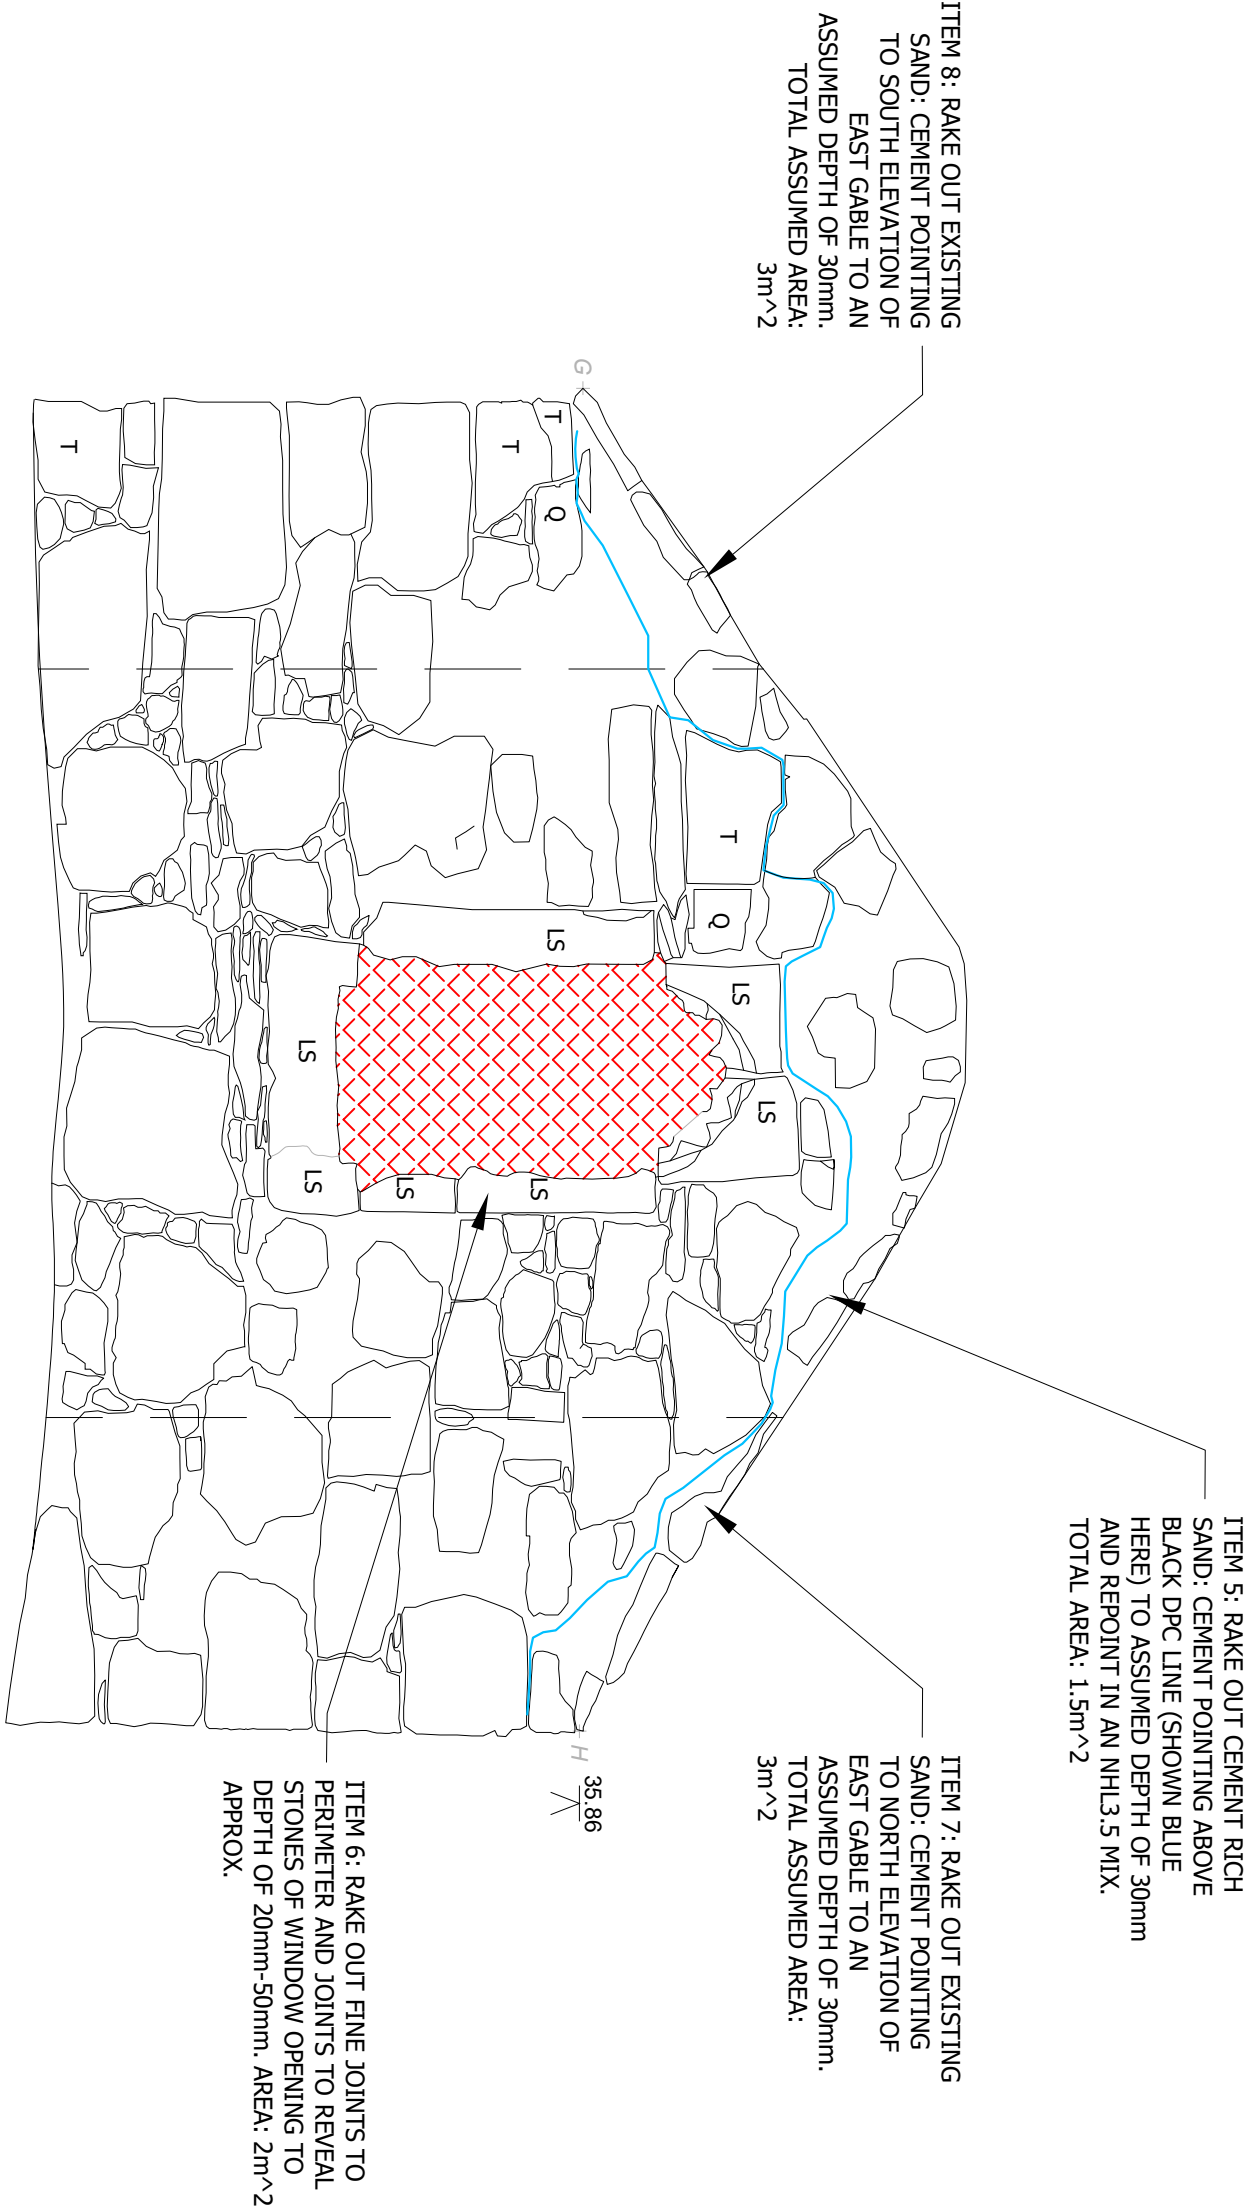 ITEM 8: RAKE OUT EXISTING
SAND: CEMENT POINTING
TO SOUTH ELEVATION OF
EAST GABLE TO AN
ASSUMED DEPTH OF 30mm.
TOTAL ASSUMED AREA:
3m^2
ITEM 5: RAKE OUT CEMENT RICH
SAND: CEMENT POINTING ABOVE
BLACK DPC LINE (SHOWN BLUE
HERE) TO ASSUMED DEPTH OF 30mm
AND REPOINT IN AN NHL3.5 MIX.
TOTAL AREA: 1.5m^2
ITEM 7: RAKE OUT EXISTING
SAND: CEMENT POINTING
TO NORTH ELEVATION OF
EAST GABLE TO AN
ASSUMED DEPTH OF 30mm.
TOTAL ASSUMED AREA:
3m^2
T
Q
LS
LS
G
H
35.86
T
T
Q
LS
LS
LS
T
LS
LS
ITEM 6: RAKE OUT FINE JOINTS TO
PERIMETER AND JOINTS TO REVEAL
STONES OF WINDOW OPENING TO
DEPTH OF 20mm-50mm. AREA: 2m^2
APPROX.